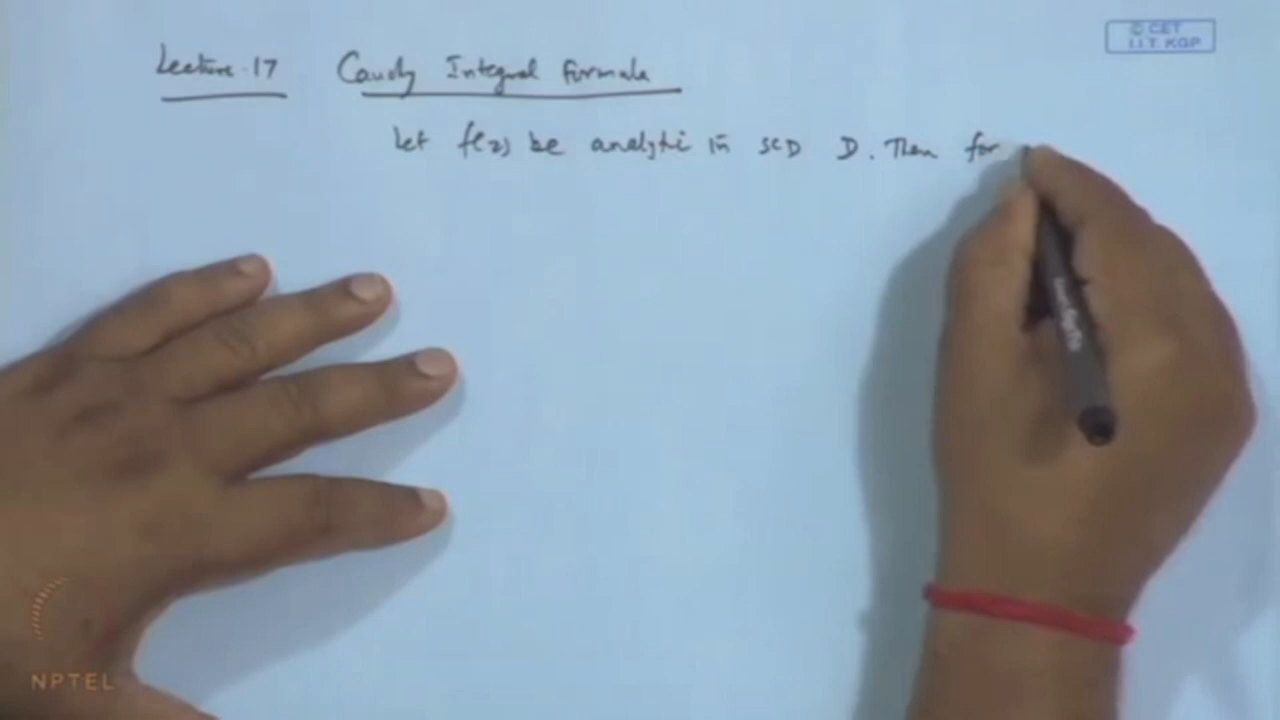 © CET
I.I.T. KGP
Lecture-17 Cauchy Integral Formula
Let f(z) be analytic in SCD D. Then for
NPTEL